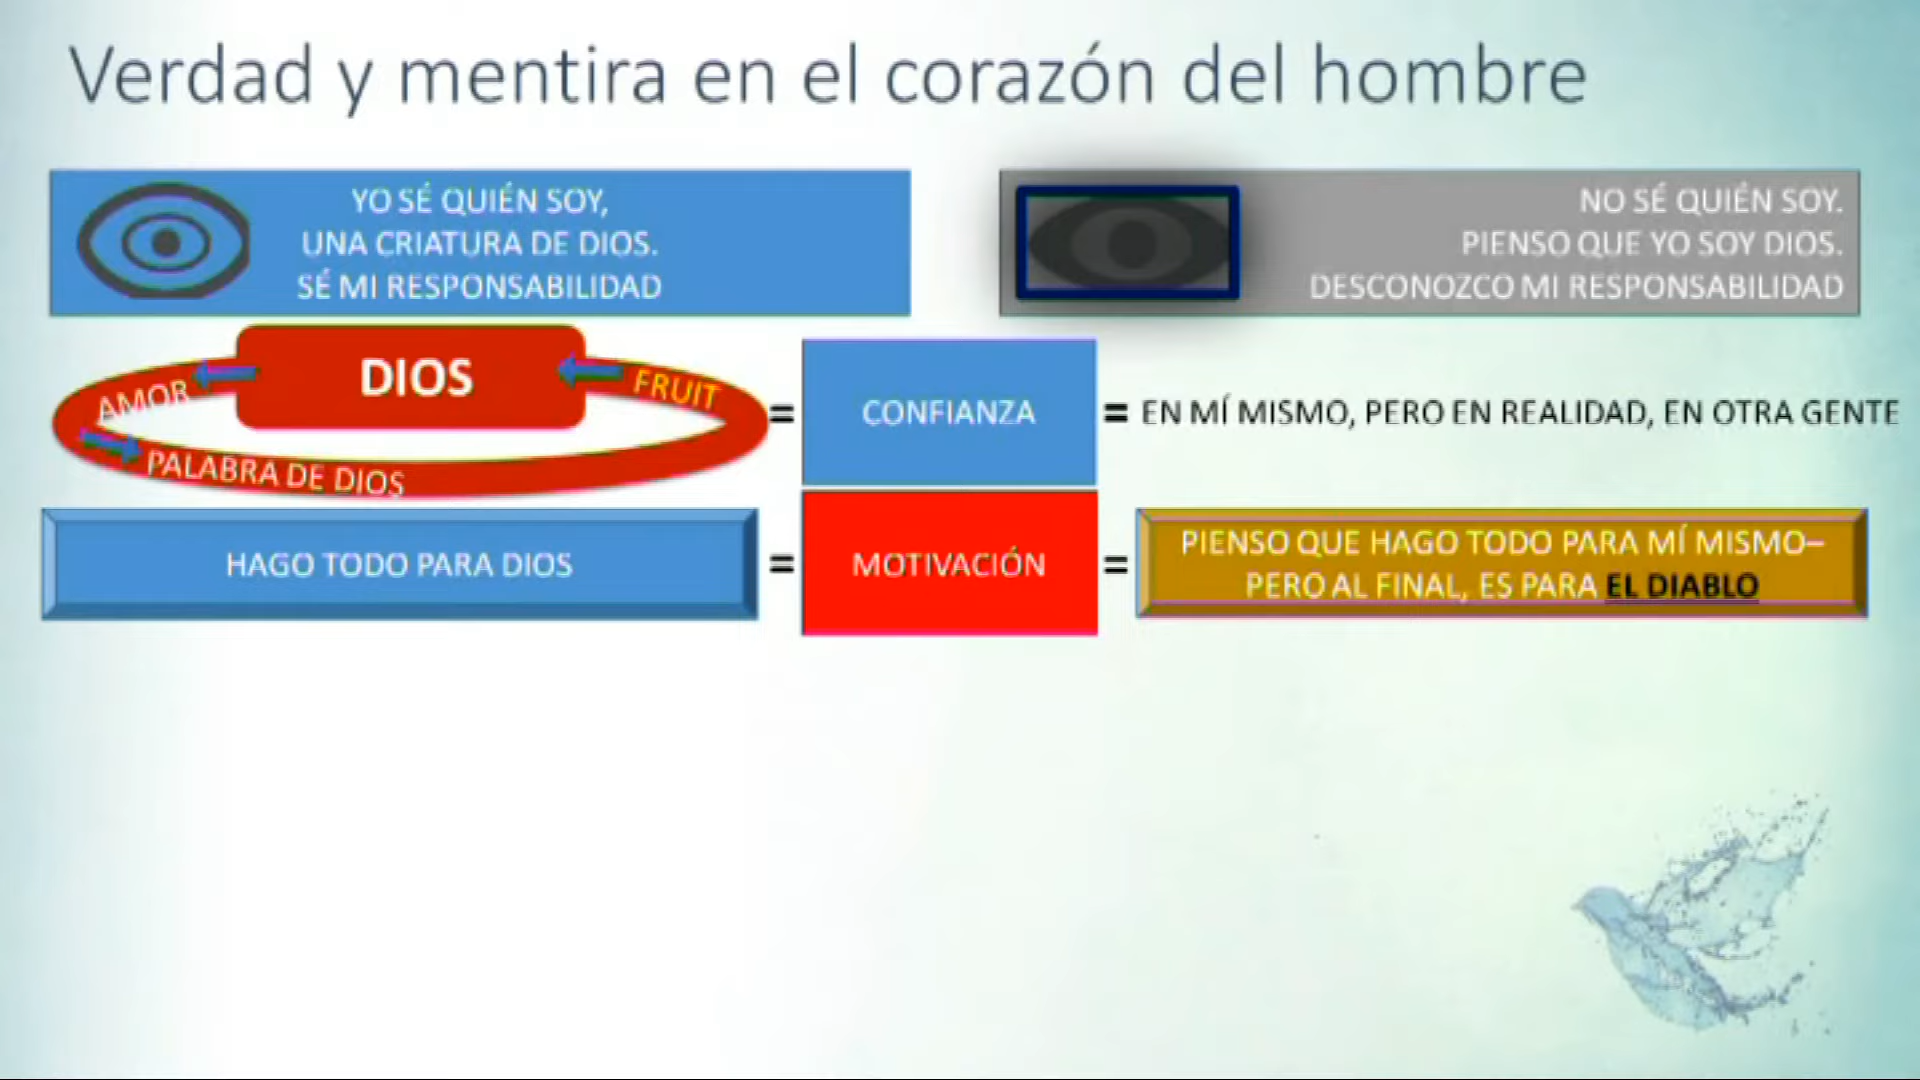 Verdad y mentira en el corazón del hombre
YO SÉ QUIÉN SOY,
UNA CRIATURA DE DIOS.
SÉ MI RESPONSABILIDAD
NO SÉ QUIÉN SOY.
PIENSO QUE YO SOY DIOS.
DESCONOZCO MI RESPONSABILIDAD
DIOS
AMOR
FRUIT
PALABRA DE DIOS
= CONFIANZA = EN MÍ MISMO, PERO EN REALIDAD, EN OTRA GENTE
HAGO TODO PARA DIOS = MOTIVACIÓN =
PIENSO QUE HAGO TODO PARA MÍ MISMO–
PERO AL FINAL, ES PARA EL DIABLO